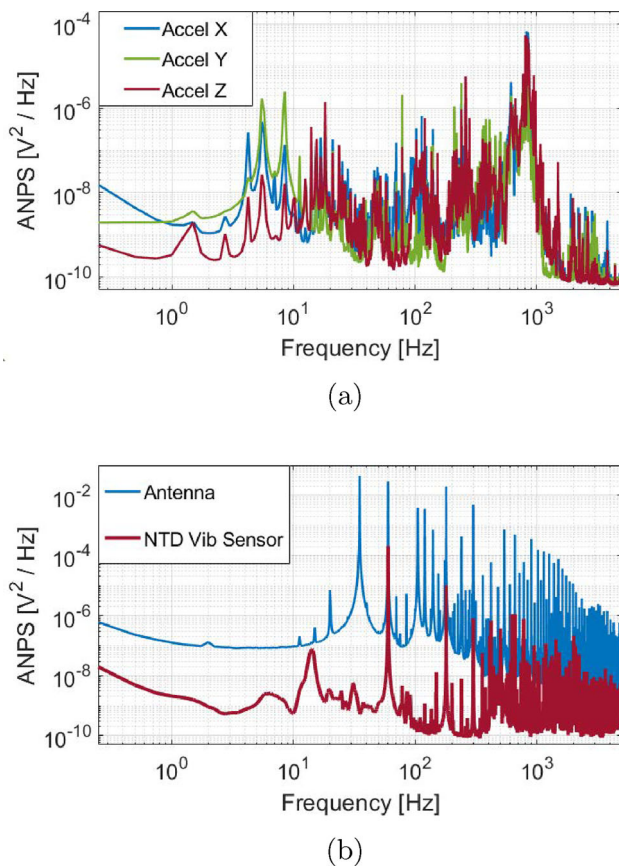 10^-4
10^-6
10^-8
10^-10
ANPS [V^2 / Hz]
Accel X
Accel Y
Accel Z
10^0
10^1
10^2
10^3
Frequency [Hz]
(a)
10^-2
10^-4
10^-6
10^-8
10^-10
ANPS [V^2 / Hz]
Antenna
NTD Vib Sensor
10^0
10^1
10^2
10^3
Frequency [Hz]
(b)